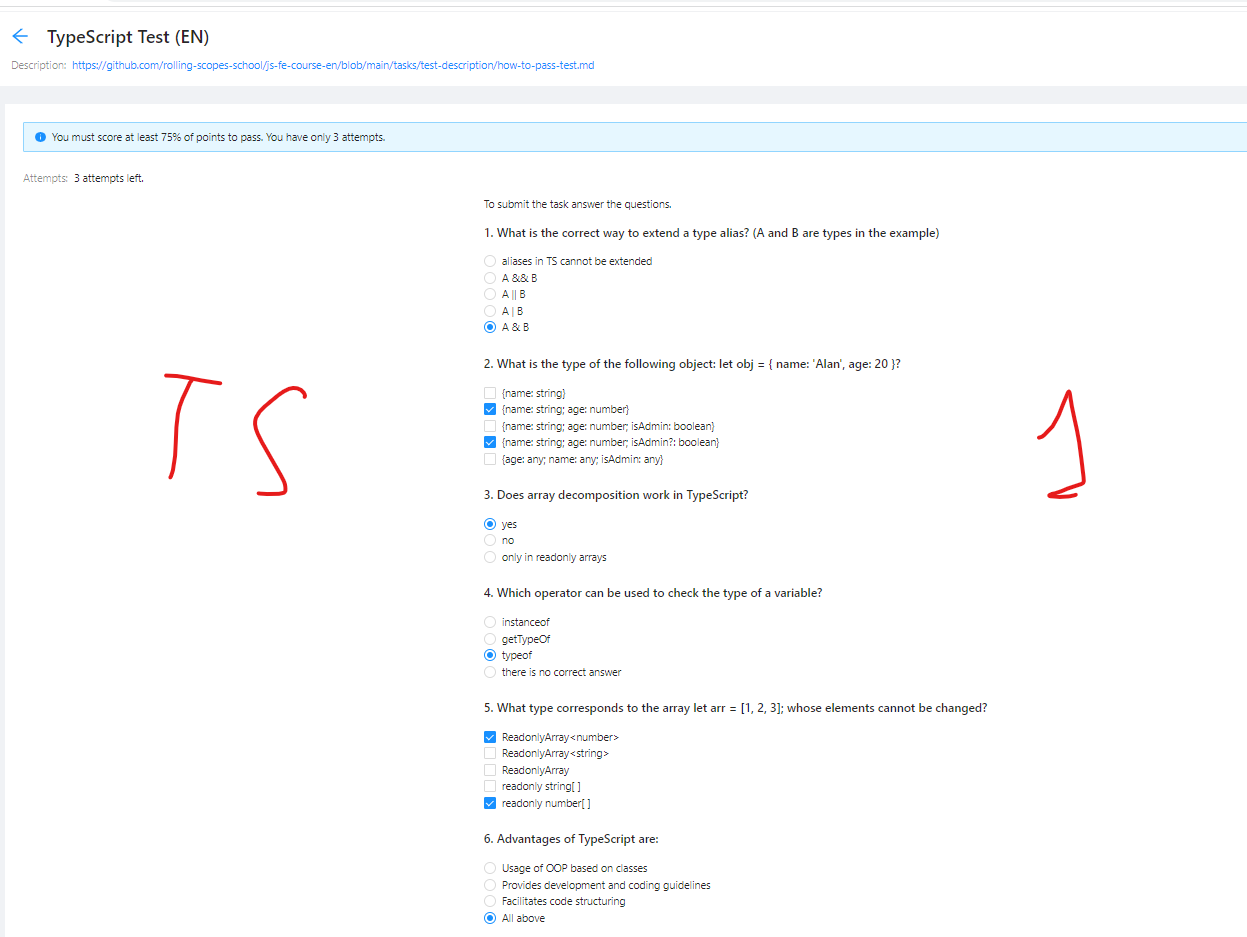 TypeScript Test (EN)
Description: https://github.com/rolling-scopes-school/js-fe-course-en/blob/main/tasks/test-description/how-to-pass-test.md
You must score at least 75% of points to pass. You have only 3 attempts.
Attempts: 3 attempts left.
To submit the task answer the questions.
1. What is the correct way to extend a type alias? (A and B are types in the example)
aliases in TS cannot be extended
A && B
A || B
A | B
A & B
2. What is the type of the following object: let obj = { name: 'Alan', age: 20 }?
{name: string}
{name: string; age: number}
{name: string; age: number; isAdmin: boolean}
{name: string; age: number; isAdmin?: boolean}
{age: any; name: any; isAdmin: any}
TS
1
3. Does array decomposition work in TypeScript?
yes
no
only in readonly arrays
4. Which operator can be used to check the type of a variable?
instanceof
getTypeOf
typeof
there is no correct answer
5. What type corresponds to the array let arr = [1, 2, 3]; whose elements cannot be changed?
ReadonlyArray<number>
ReadonlyArray<string>
ReadonlyArray
readonly string[ ]
readonly number[ ]
6. Advantages of TypeScript are:
Usage of OOP based on classes
Provides development and coding guidelines
Facilitates code structuring
All above